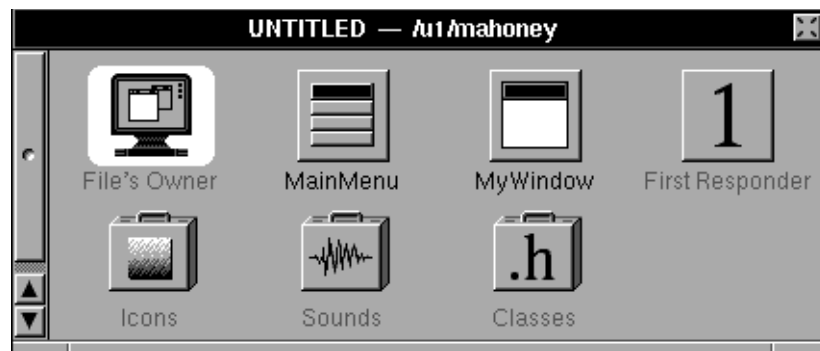 UNTITLED — /u1/mahoney
1
File's Owner MainMenu MyWindow First Responder
.h
Icons Sounds Classes